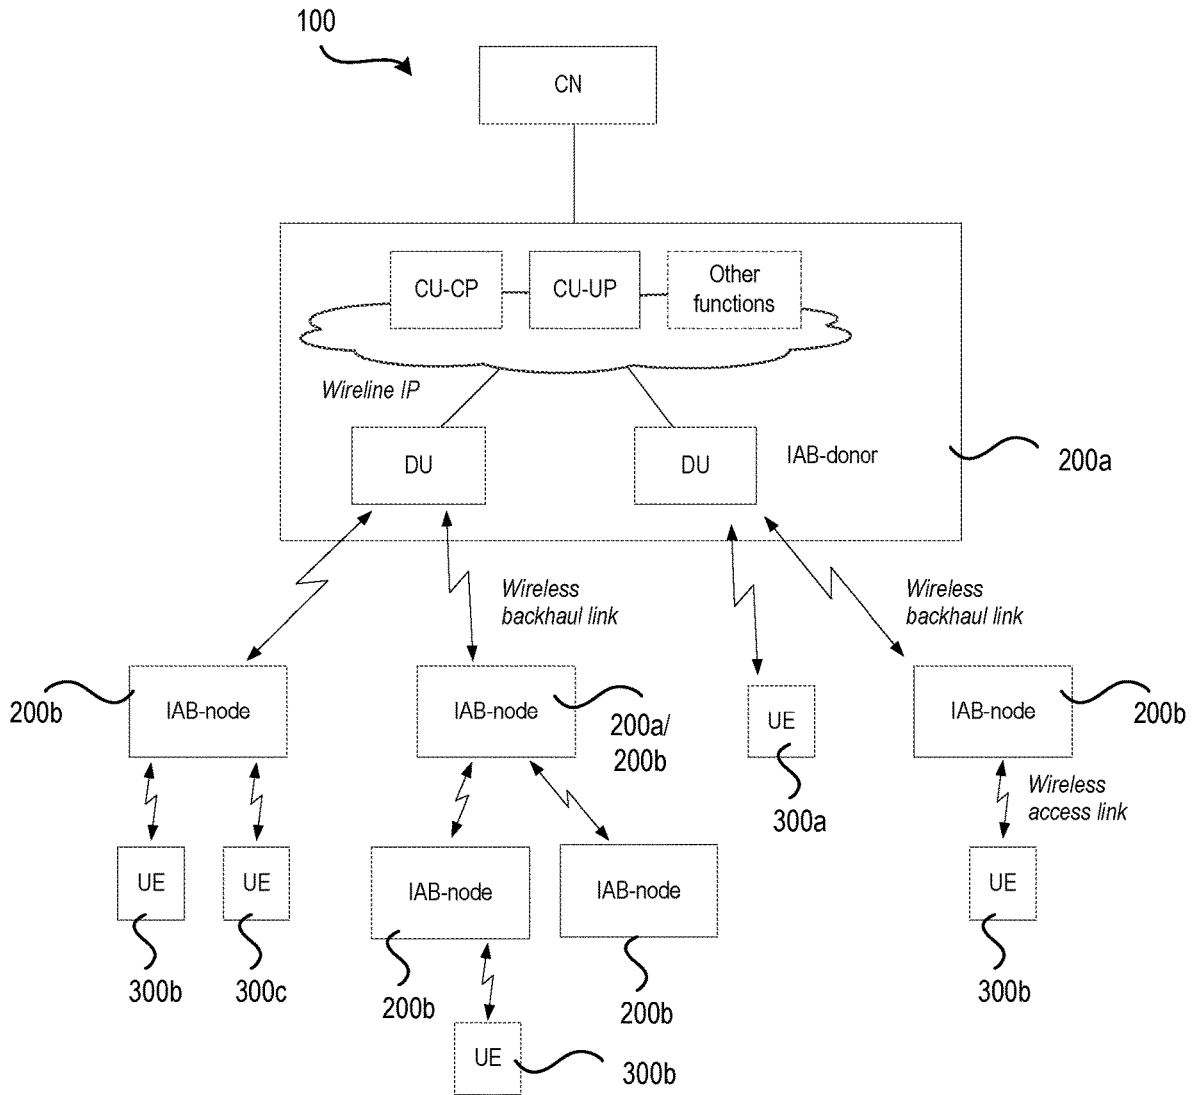 100
CN
CU-CP
CU-UP
Other
functions
Wireline IP
DU
DU
IAB-donor
200a
Wireless
backhaul link
Wireless
backhaul link
200b
IAB-node
IAB-node
200a/
200b
UE
300a
IAB-node
200b
Wireless
access link
UE
300b
UE
300c
IAB-node
200b
IAB-node
200b
UE
300b
UE
300b